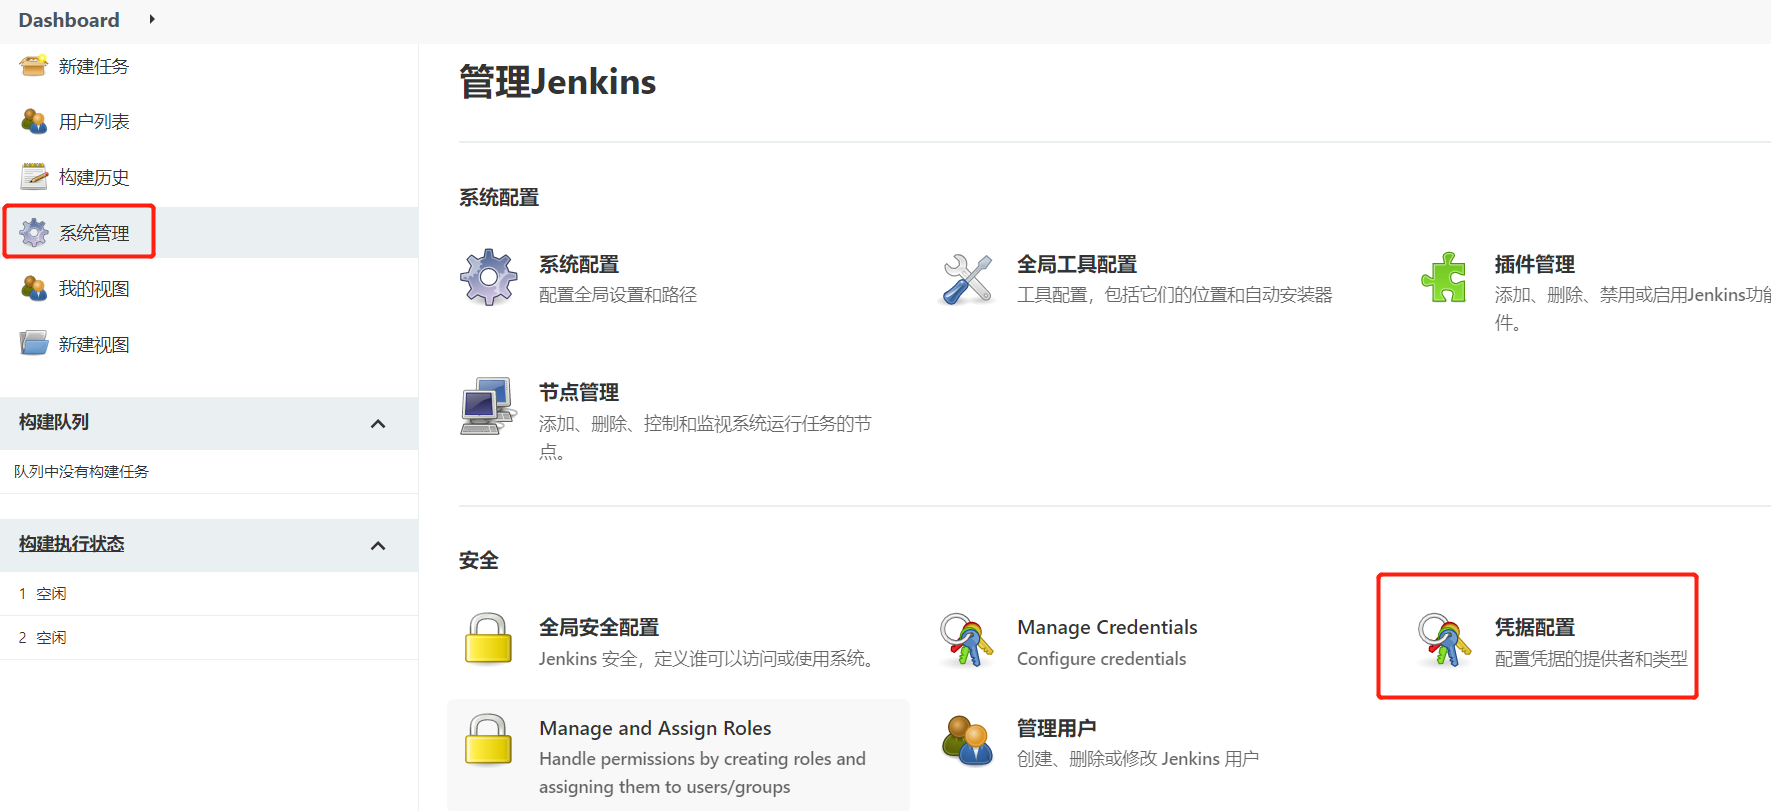 Dashboard
新建任务
用户列表
构建历史
系统管理
我的视图
新建视图
构建队列
队列中没有构建任务
构建执行状态
1 空闲
2 空闲
管理Jenkins
系统配置
系统配置
配置全局设置和路径
全局工具配置
工具配置，包括它们的位置和自动安装器
插件管理
添加、删除、禁用或启用Jenkins功能
件。
节点管理
添加、删除、控制和监视系统运行任务的节
点。
安全
全局安全配置
Jenkins 安全，定义谁可以访问或使用系统。
Manage Credentials
Configure credentials
凭据配置
配置凭据的提供者和类型
Manage and Assign Roles
Handle permissions by creating roles and
assigning them to users/groups
管理用户
创建、删除或修改 Jenkins 用户